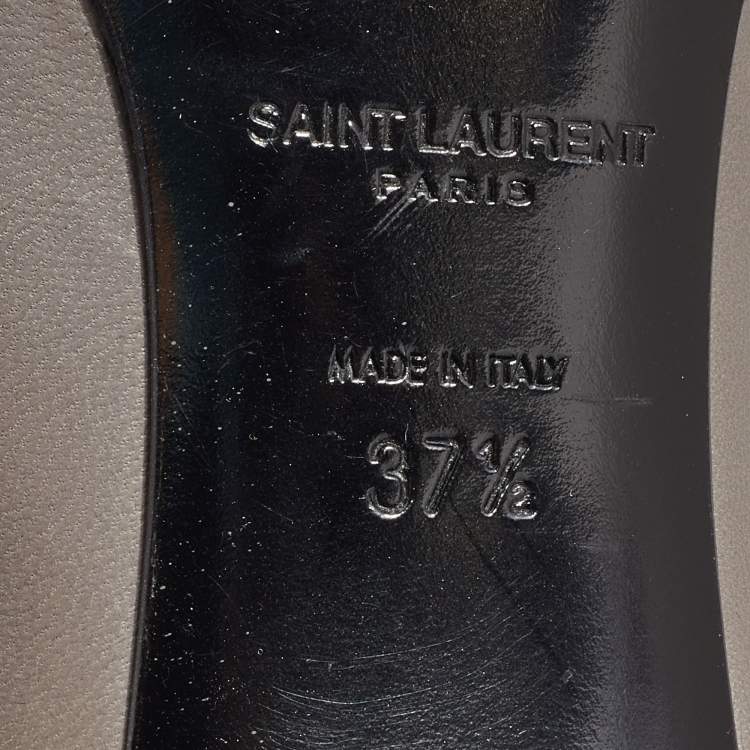 SAINT LAURENT
PARIS
MADE IN ITALY
37½